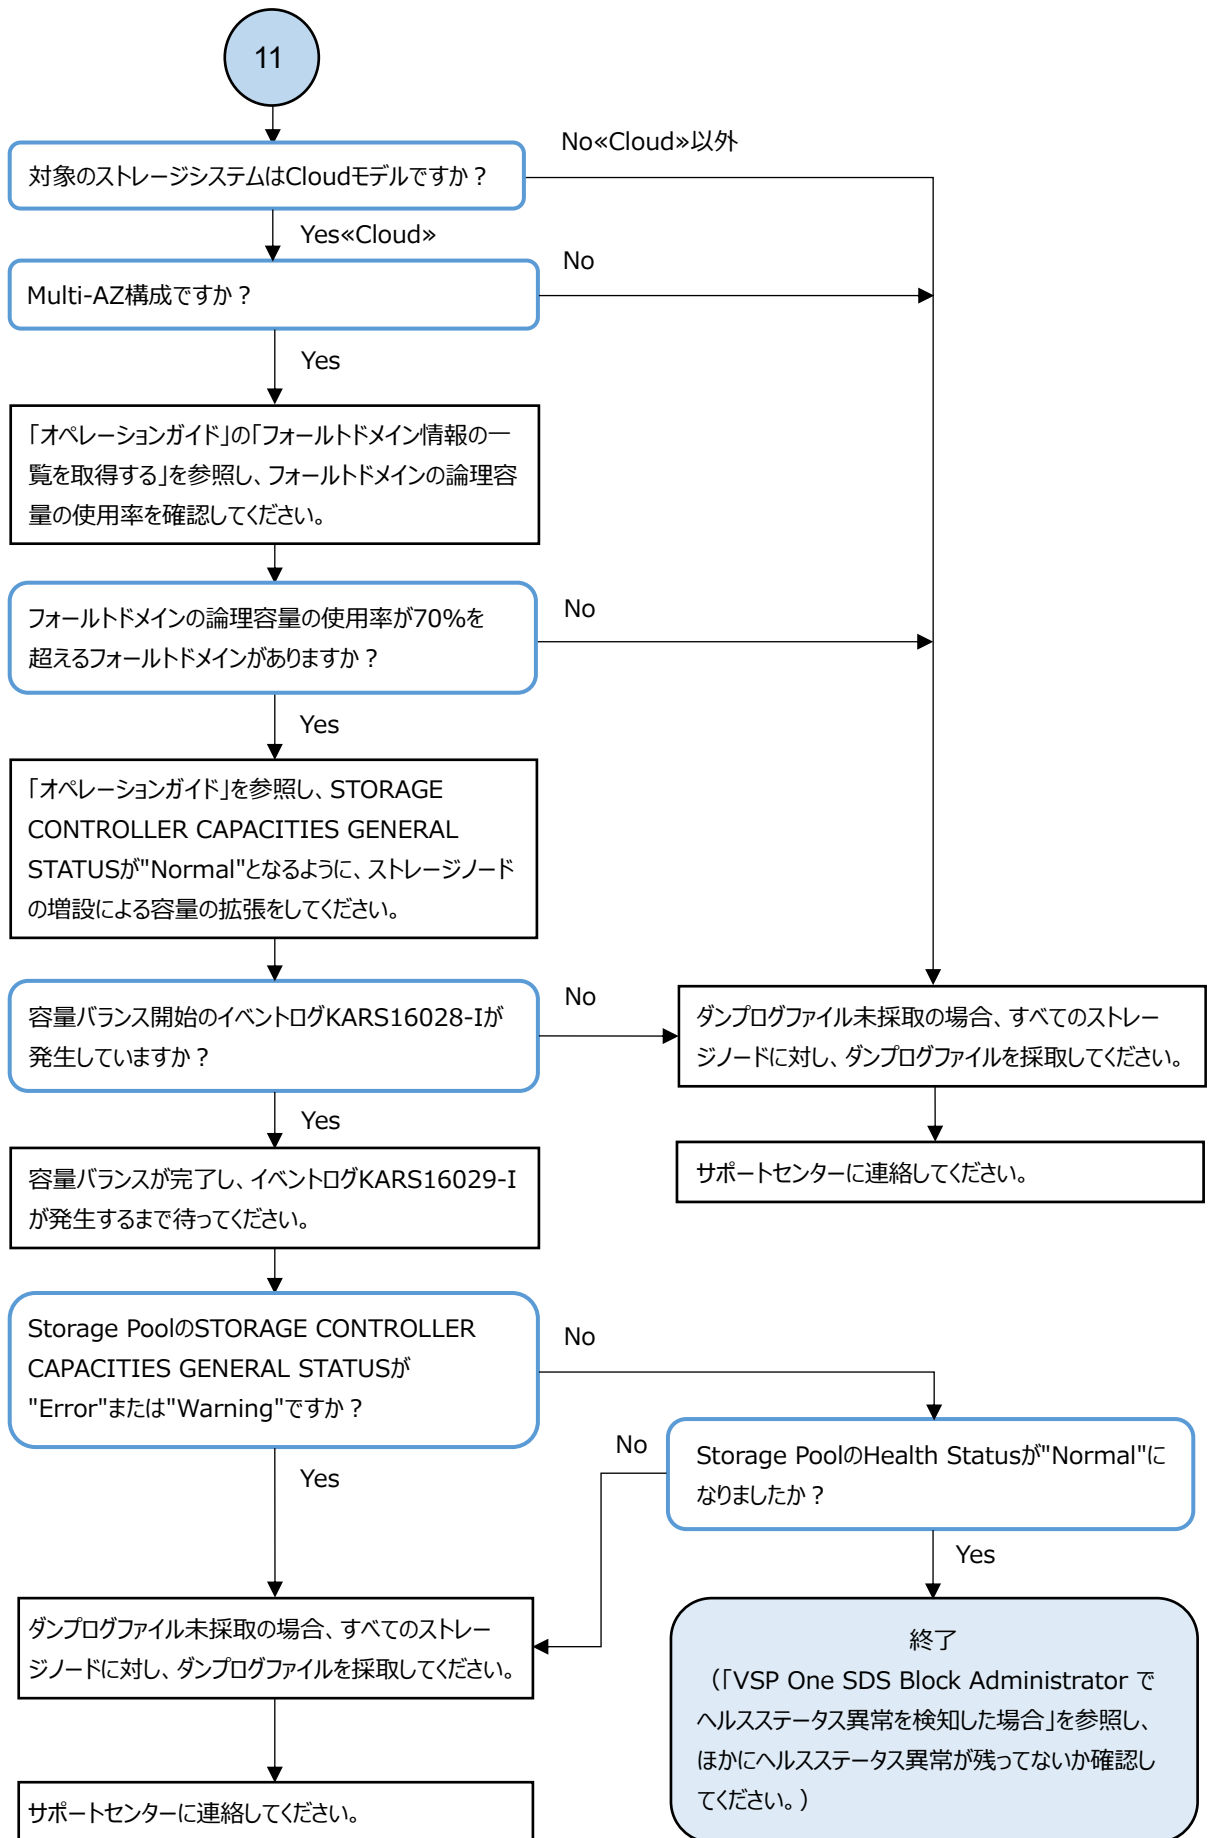 11
No«Cloud»以外
対象のストレージシステムはCloudモデルですか？
Yes«Cloud»
No
Multi-AZ構成ですか？
Yes
「オペレーションガイド」の「フォールトドメイン情報の一
覧を取得する」を参照し、フォールトドメインの論理容
量の使用率を確認してください。
フォールトドメインの論理容量の使用率が70%を
超えるフォールトドメインがありますか？
No
Yes
「オペレーションガイド」を参照し、STORAGE
CONTROLLER CAPACITIES GENERAL
STATUSが"Normal"となるように、ストレージノード
の増設による容量の拡張をしてください。
容量バランス開始のイベントログKARS16028-Iが
発生していますか？
No
ダンプログファイル未採取の場合、すべてのストレー
ジノードに対し、ダンプログファイルを採取してください。
Yes
サポートセンターに連絡してください。
容量バランスが完了し、イベントログKARS16029-I
が発生するまで待ってください。
Storage PoolのSTORAGE CONTROLLER
CAPACITIES GENERAL STATUSが
"Error"または"Warning"ですか？
No
No
Storage PoolのHealth Statusが"Normal"に
なりましたか？
Yes
Yes
ダンプログファイル未採取の場合、すべてのストレー
ジノードに対し、ダンプログファイルを採取してください。
終了
（「VSP One SDS Block Administrator で
ヘルスステータス異常を検知した場合」を参照し、
ほかにヘルスステータス異常が残ってないか確認し
てください。）
サポートセンターに連絡してください。